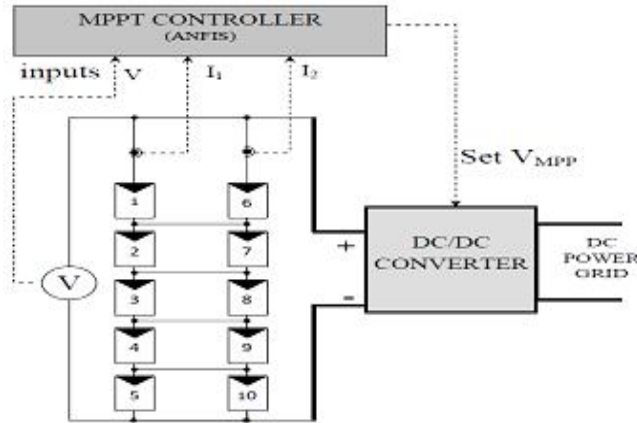 MPPT CONTROLLER
(ANFIS)
inputs
V
I₁
I₂
Set V_MPP
1
6
2
7
3
8
4
9
5
10
V
+
-
DC/DC
CONVERTER
DC
POWER
GRID